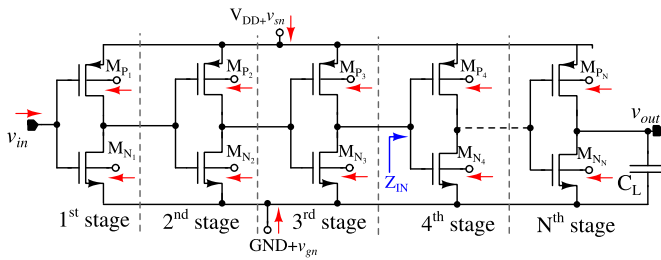 V_DD+v_sn
M_P1 M_P2 M_P3 M_P4 M_PN
v_in v_out
M_N1 M_N2 M_N3 Z_IN M_N4 M_NN C_L
1st stage 2nd stage 3rd stage 4th stage Nth stage
GND+v_gn